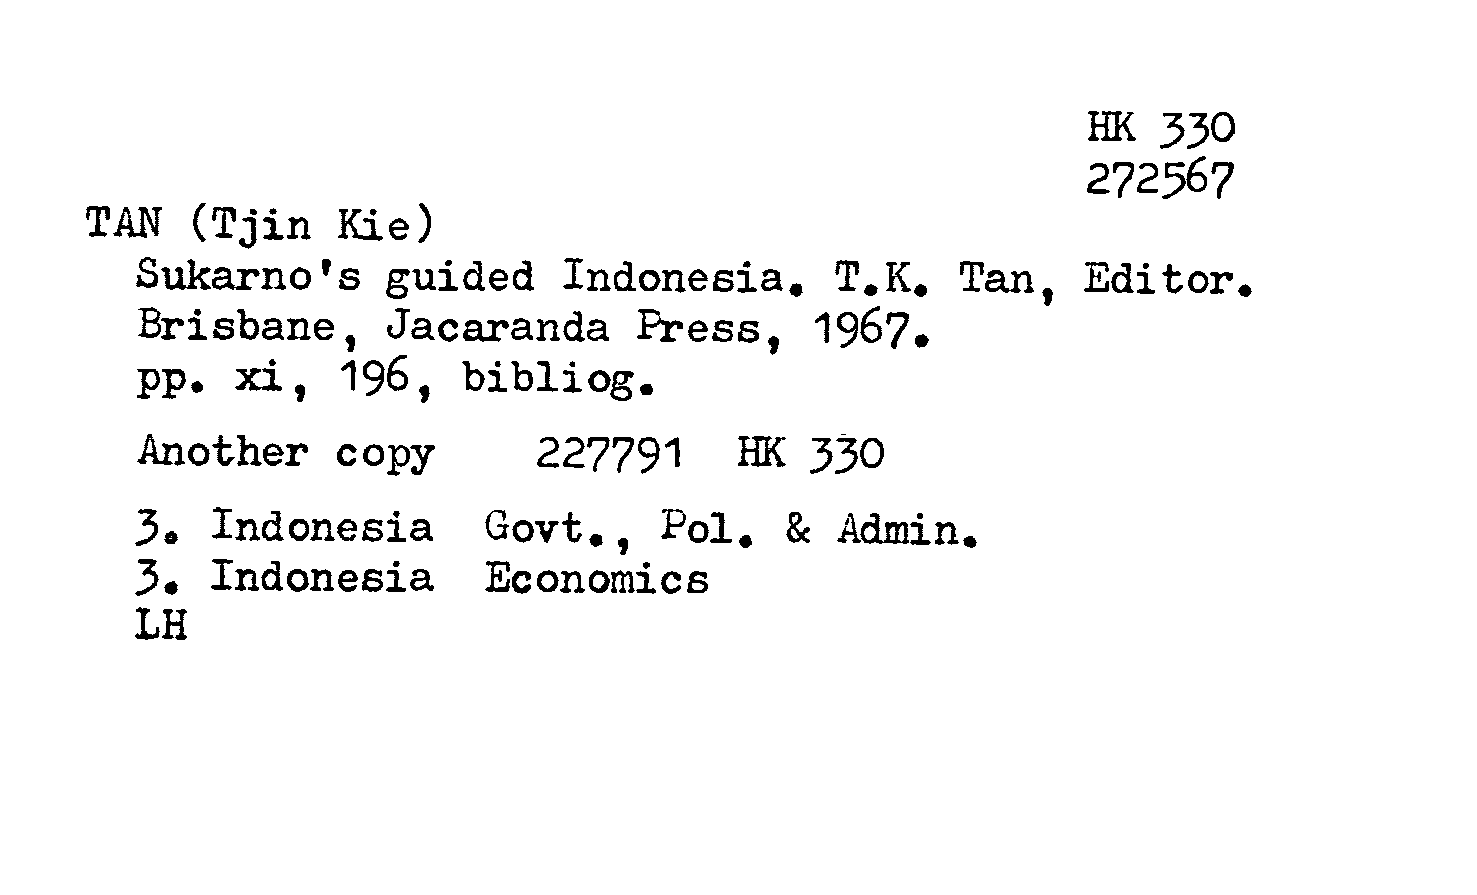 HK 330
272567
TAN (Tjin Kie)
Sukarno's guided Indonesia. T.K. Tan, Editor.
Brisbane, Jacaranda Press, 1967.
pp. xi, 196, bibliog.
Another copy 227791 HK 330
3. Indonesia Govt., Pol. & Admin.
3. Indonesia Economics
LH